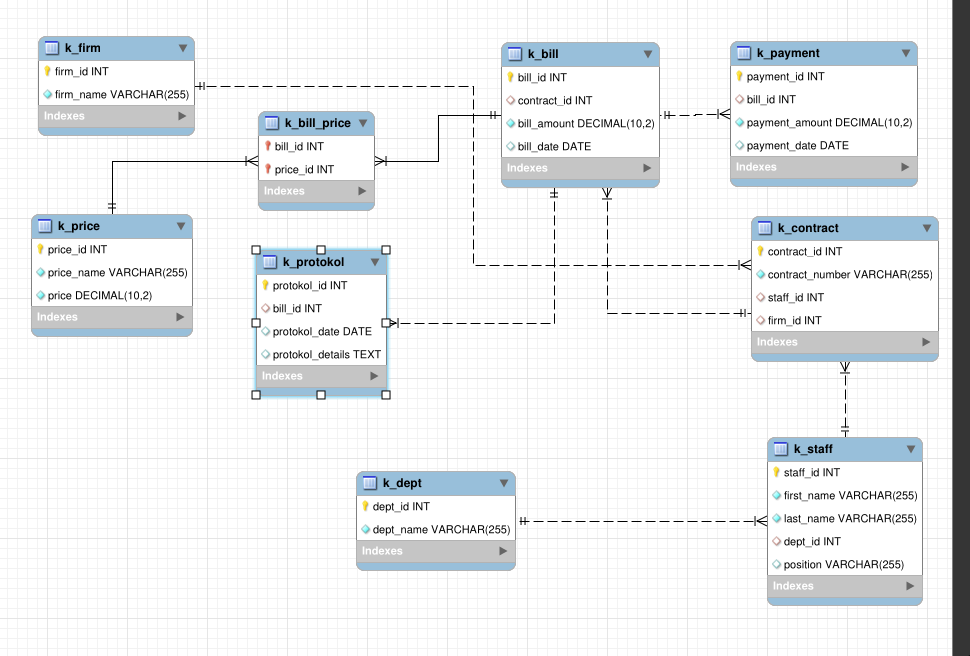 k_firm
firm_id INT
firm_name VARCHAR(255)
Indexes
k_bill_price
bill_id INT
price_id INT
Indexes
k_bill
bill_id INT
contract_id INT
bill_amount DECIMAL(10,2)
bill_date DATE
Indexes
k_payment
payment_id INT
bill_id INT
payment_amount DECIMAL(10,2)
payment_date DATE
Indexes
k_price
price_id INT
price_name VARCHAR(255)
price DECIMAL(10,2)
Indexes
k_protokol
protokol_id INT
bill_id INT
protokol_date DATE
protokol_details TEXT
Indexes
k_contract
contract_id INT
contract_number VARCHAR(255)
staff_id INT
firm_id INT
Indexes
k_dept
dept_id INT
dept_name VARCHAR(255)
Indexes
k_staff
staff_id INT
first_name VARCHAR(255)
last_name VARCHAR(255)
dept_id INT
position VARCHAR(255)
Indexes